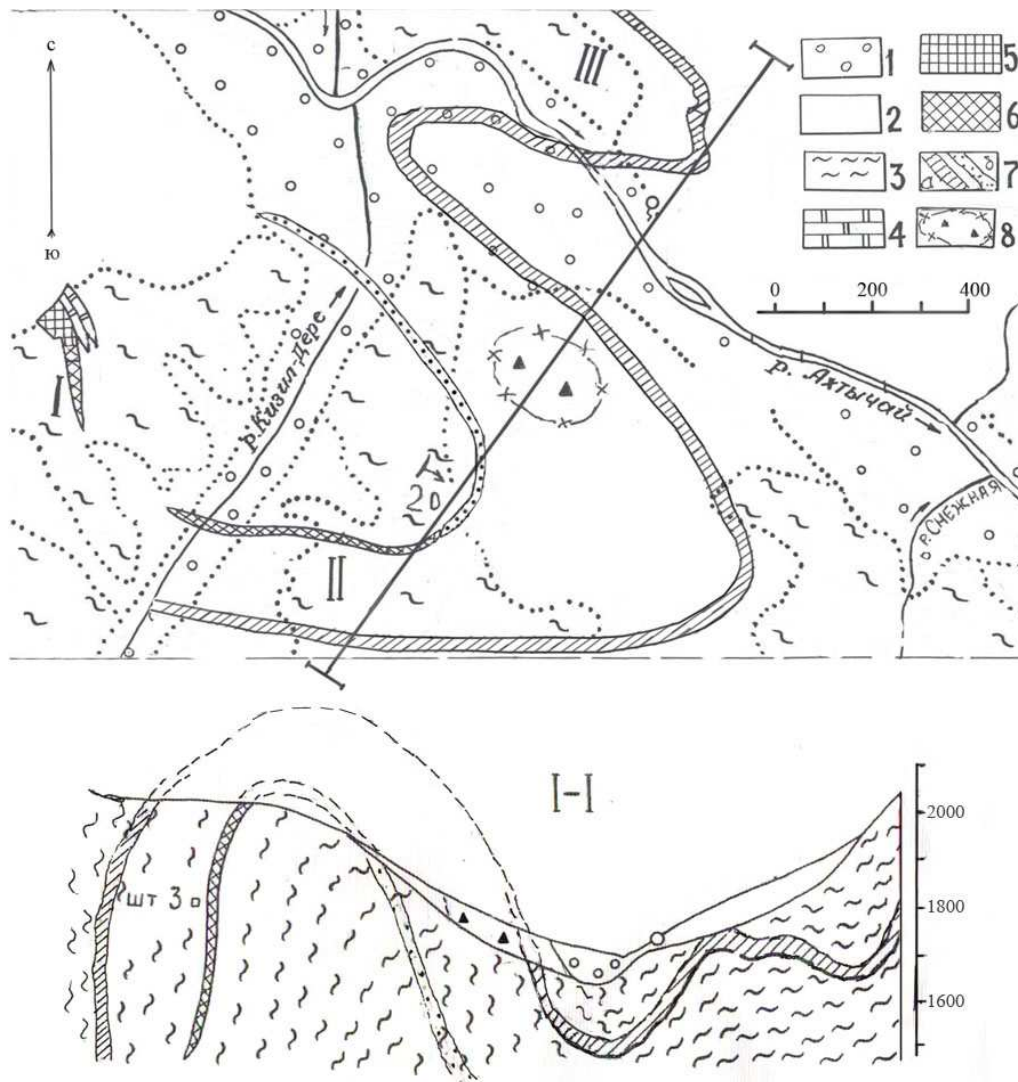 с
ю
III
1 5
2 6
3 7
4 8
0 200 400
I
р. Кизил-Дере
р. Ахтычай
20
р. СНЕЖНАЯ
II
I-I
шт 3
2000
1800
1600